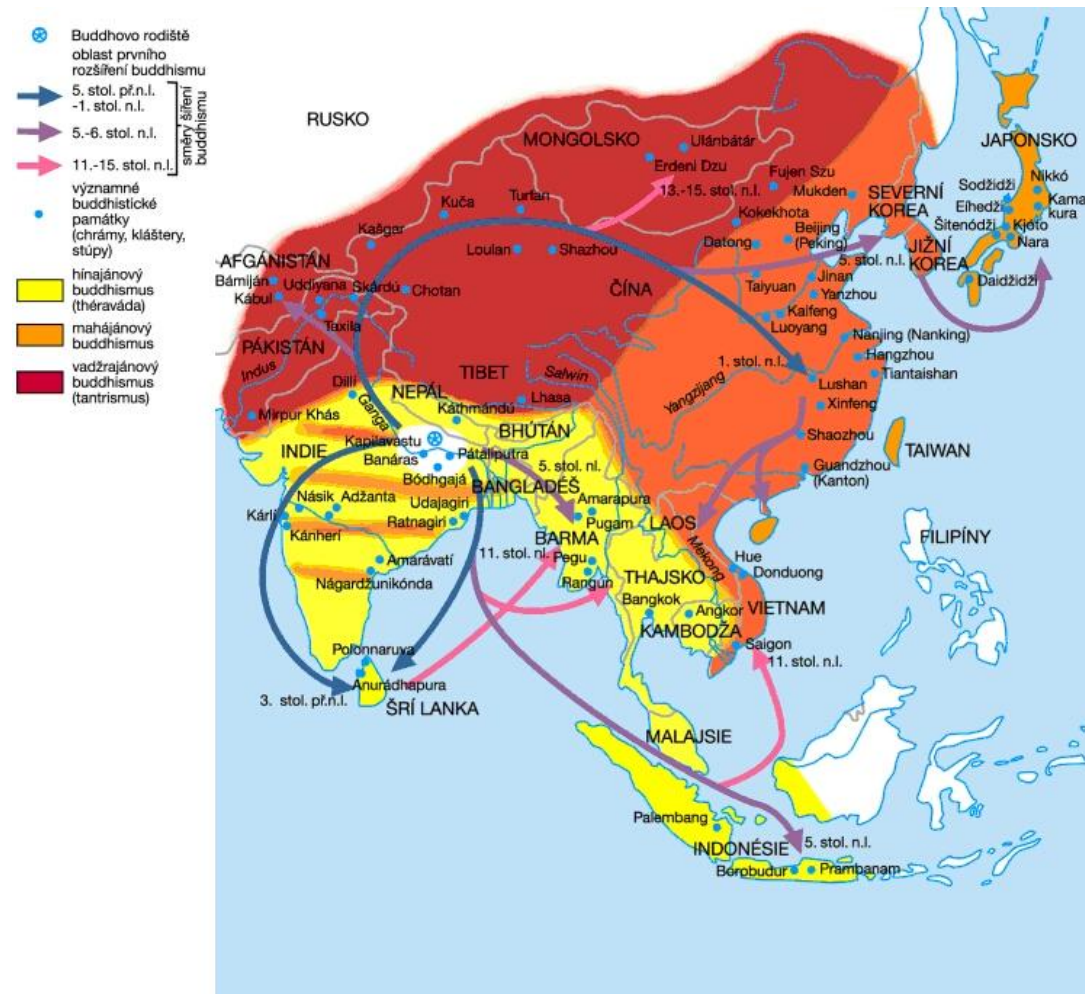 Buddhovo rodiště
oblast prvního
rozšíření buddhismu
5. stol. př.n.l.
-1. stol. n.l.
5.-6. stol. n.l.
11.-15. stol. n.l.
směry šíření
buddhismu
významné
buddhistické
památky
(chrámy, kláštery,
stúpy)
hínajánový
buddhismus
(théraváda)
mahájánový
buddhismus
vadžrajánový
buddhismus
(tantrismus)
RUSKO
MONGOLSKO
Ulánbátár
Erdeni Dzu
13.-15. stol. n.l.
Fujen Szu
Mukden
JAPONSKO
Nikkó
Kama
kura
Sodžidži
Eíhedži
Šitenódži
Kjóto
Nara
Daidžidži
SEVERNÍ
KOREA
JIŽNÍ
KOREA
5. stol. n.l.
Kuča
Turfan
Kašgar
Loulan
Shazhou
Kokekhota
Datong
Beijing
(Peking)
Jinan
Taiyuan
Yanzhou
Kaifeng
Luoyang
ČÍNA
AFGÁNISTÁN
Bámiján
Kábul
Uddiyana
Skárdú
Chotan
Taxila
PÁKISTÁN
Indus
Mirpur Khás
Dillí
NEPÁL
TIBET
Salwin
Lhasa
Yangzijang
1. stol. n.l.
Nanjing (Nanking)
Hangzhou
Tiantaishan
Lushan
Xinfeng
Shaozhou
Guandzhou
(Kanton)
TAIWAN
Ganga
Káthmándú
BHÚTÁN
Kapilavastu
Banáras
Pátaliputra
Bódhgajá
INDIE
5. stol. nl.
BANGLADÉŠ
Amarapura
Pugam
Násik
Adžanta
Udajagiri
Kárlí
Kánherí
Ratnagiri
Amarávatí
Nágardžunikónda
11. stol. nl.
BARMA
Pegu
Rangún
LAOS
Mekong
Hue
Donduong
THAJSKO
Bangkok
Angkor
VIETNAM
KAMBODŽA
Saigon
11. stol. n.l.
FILIPÍNY
Polonnaruva
Anurádhapura
3. stol. př.n.l.
ŠRÍ LANKA
MALAJSIE
Palembang
INDONÉSIE
5. stol. n.l.
Borobudur
Prambanam